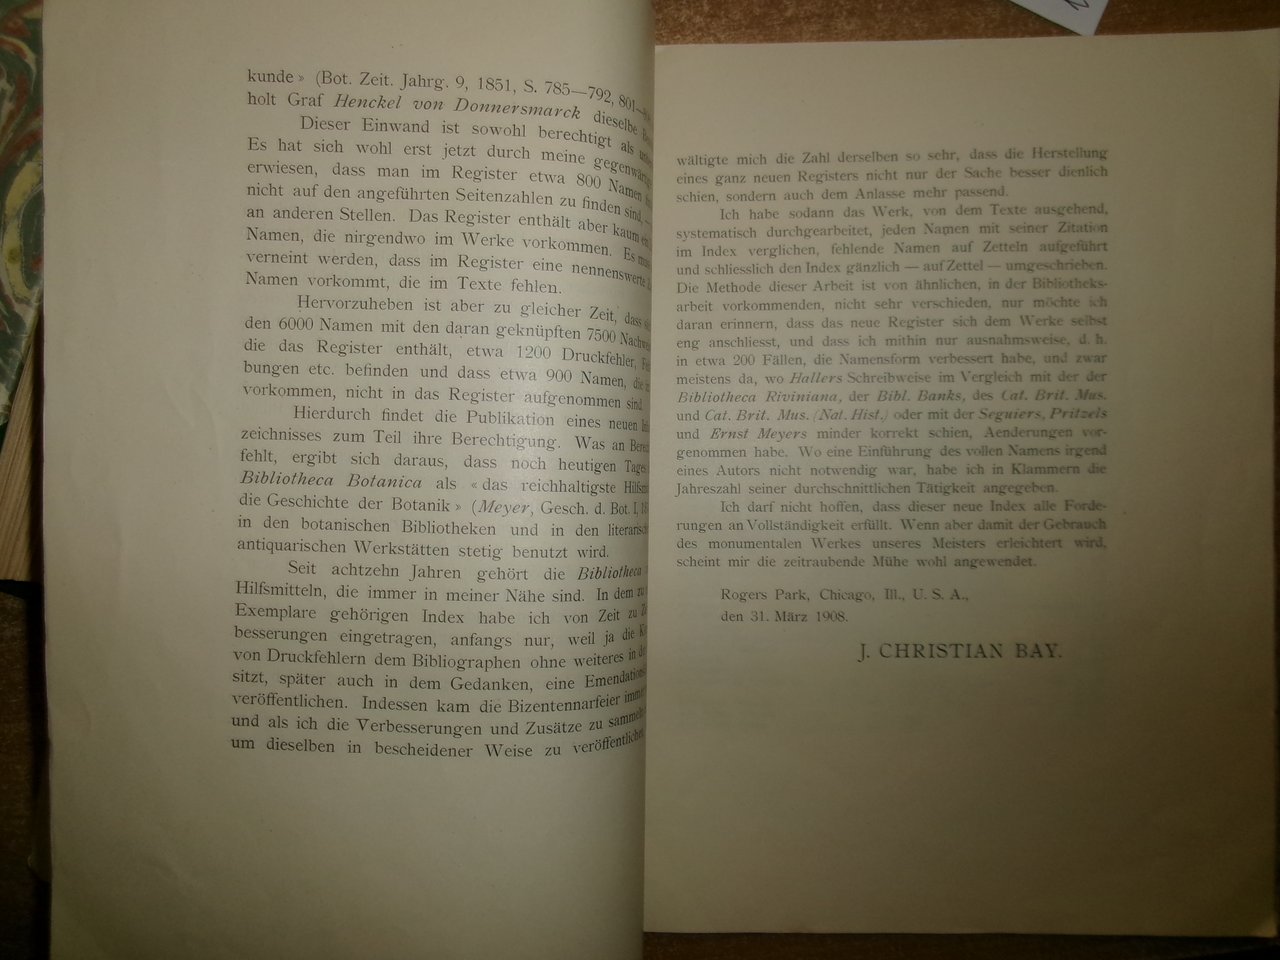 kunde » (Bot. Zeit. Jahrg. 9, 1851, S. 785—792, 801—
holt Graf Henckel von Donnersmarck dieselbe
Dieser Einwand ist sowohl berechtigt als
Es hat sich wohl erst jetzt durch meine
erwiesen, dass man im Register etwa 800 Namen
nicht auf den angeführten Seitenzahlen zu finden sind, —
an anderen Stellen. Das Register enthält aber kaum
Namen, die nirgendwo im Werke vorkommen. Es
verneint werden, dass im Register eine nennenswerte
Namen vorkommt, die im Texte fehlen.
Hervorzuheben ist aber zu gleicher Zeit, dass
den 6000 Namen mit den daran geknüpften 7500
die das Register enthält, etwa 1200 Druckfehler,
bungen etc. befinden und dass etwa 900 Namen, die
vorkommen, nicht in das Register aufgenommen sind.
Hierdurch findet die Publikation eines neuen
zeichnisses zum Teil ihre Berechtigung. Was an
fehlt, ergibt sich daraus, dass noch heutigen Tages
Bibliotheca Botanica als « das reichhaltigste
die Geschichte der Botanik » (Meyer, Gesch. d. Bot. I,
in den botanischen Bibliotheken und in den
antiquarischen Werkstätten stetig benutzt wird.
Seit achtzehn Jahren gehört die Bibliotheca
Hilfsmitteln, die immer in meiner Nähe sind. In dem zu
Exemplare gehörigen Index habe ich von Zeit zu
besserungen eingetragen, anfangs nur, weil ja die
von Druckfehlern dem Bibliographen ohne weiteres in
sitzt, später auch in dem Gedanken, eine
veröffentlichen. Indessen kam die Bizentennarfeier immer
und als ich die Verbesserungen und Zusätze zu
um dieselben in bescheidener Weise zu
wältigte mich die Zahl derselben so sehr, dass die Herstellung
eines ganz neuen Registers nicht nur der Sache besser dienlich
schien, sondern auch dem Anlasse mehr passend.
Ich habe sodann das Werk, von dem Texte ausgehend,
systematisch durchgearbeitet, jeden Namen mit seiner Zitation
im Index verglichen, fehlende Namen auf Zetteln aufgeführt
und schliesslich den Index gänzlich — auf Zettel — umgeschrieben.
Die Methode dieser Arbeit ist von ähnlichen, in der Bibliotheks-
arbeit vorkommenden, nicht sehr verschieden, nur möchte ich
daran erinnern, dass das neue Register sich dem Werke selbst
eng anschliesst, und dass ich mithin nur ausnahmsweise, d. h.
in etwa 200 Fällen, die Namensform verbessert habe, und zwar
meistens da, wo Hallers Schreibweise im Vergleich mit der der
Bibliotheca Riviniana, der Bibl. Banks, des Cat. Brit. Mus.
und Cat. Brit. Mus. (Nat. Hist.) oder mit der Seguiers, Pritzels
und Ernst Meyers minder korrekt schien, Aenderungen vor-
genommen habe. Wo eine Einführung des vollen Namens irgend
eines Autors nicht notwendig war, habe ich in Klammern die
Jahreszahl seiner durchschnittlichen Tätigkeit angegeben.
Ich darf nicht hoffen, dass dieser neue Index alle Forde-
rungen an Vollständigkeit erfüllt. Wenn aber damit der Gebrauch
des monumentalen Werkes unseres Meisters erleichtert wird,
scheint mir die zeitraubende Mühe wohl angewendet.
Rogers Park, Chicago, Ill., U. S. A.,
den 31. März 1908.
J. CHRISTIAN BAY.